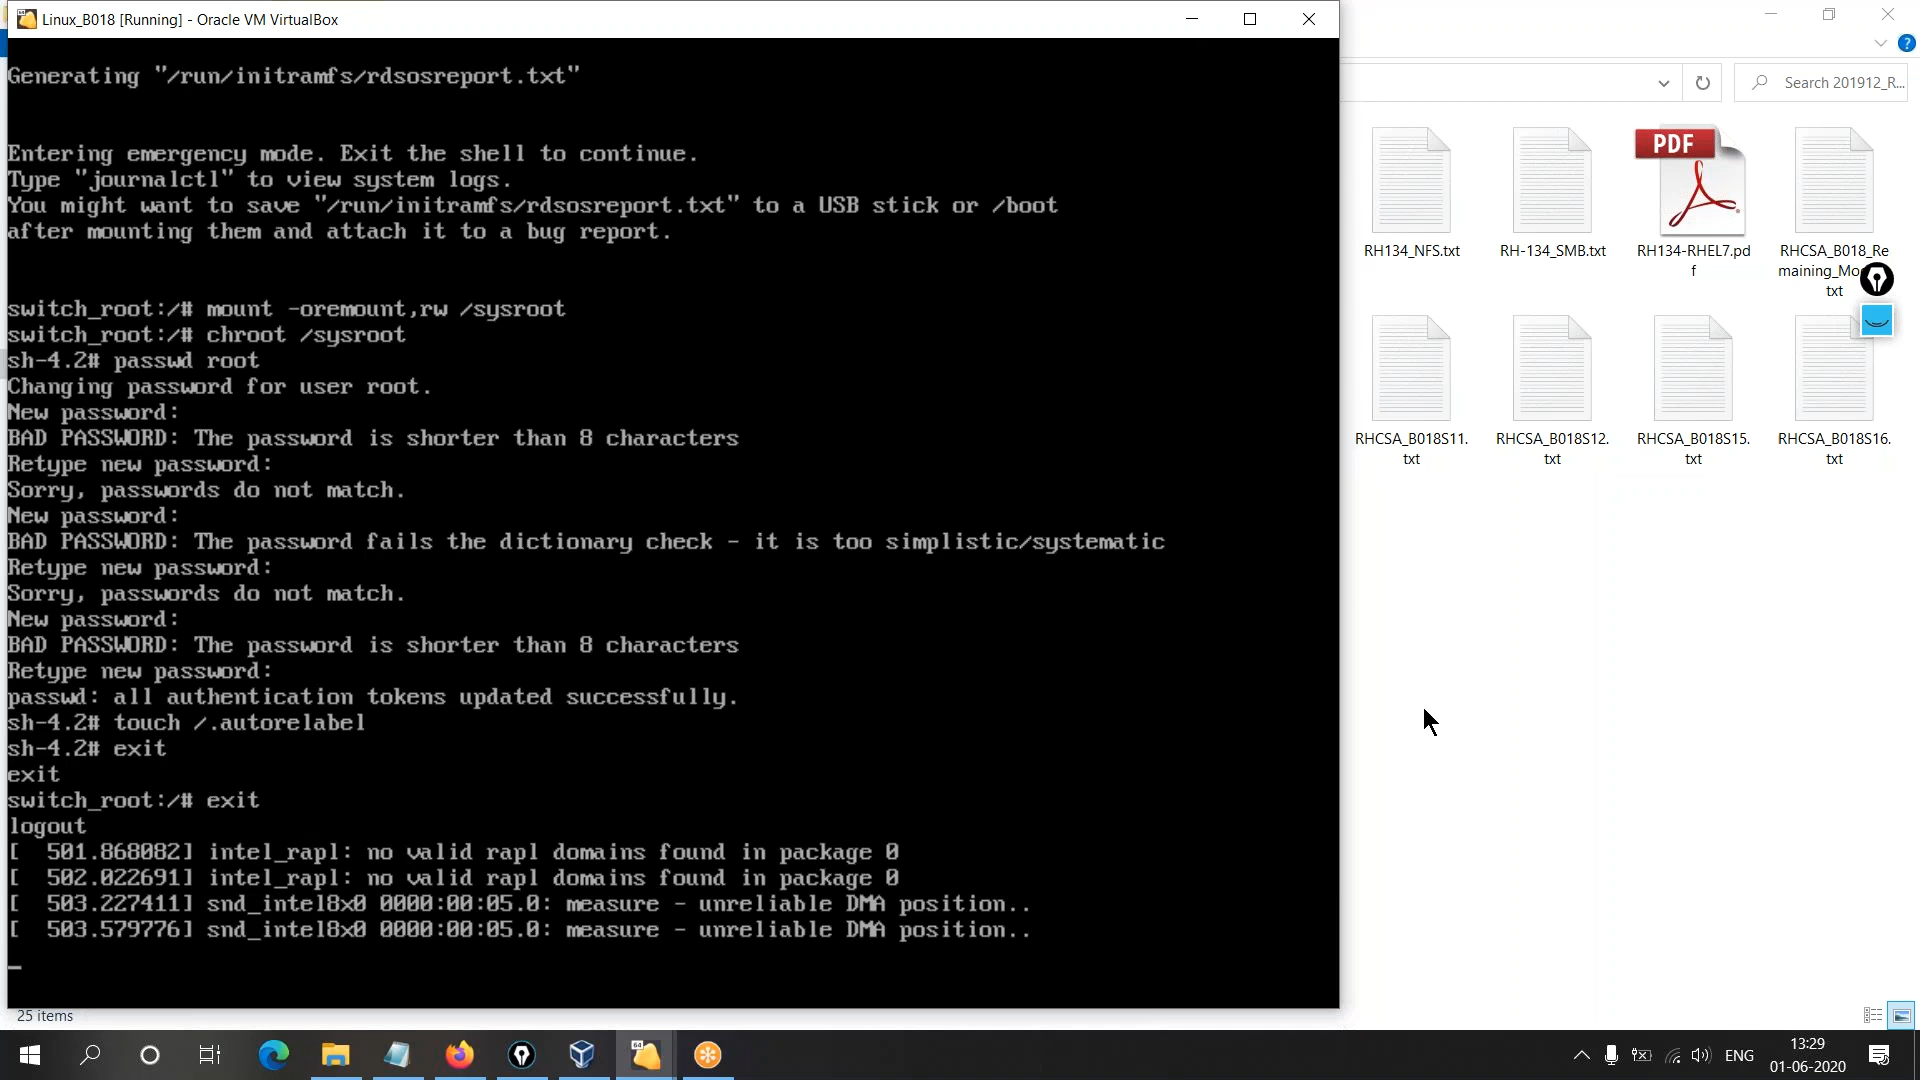 Linux_B018 [Running] - Oracle VM VirtualBox
Generating "/run/initramfs/rdsosreport.txt"
Entering emergency mode. Exit the shell to continue.
Type "journalctl" to view system logs.
You might want to save "/run/initramfs/rdsosreport.txt" to a USB stick or /boot
after mounting them and attach it to a bug report.
switch_root:/# mount -oremount,rw /sysroot
switch_root:/# chroot /sysroot
sh-4.2# passwd root
Changing password for user root.
New password:
BAD PASSWORD: The password is shorter than 8 characters
Retype new password:
Sorry, passwords do not match.
New password:
BAD PASSWORD: The password fails the dictionary check - it is too simplistic/systematic
Retype new password:
Sorry, passwords do not match.
New password:
BAD PASSWORD: The password is shorter than 8 characters
Retype new password:
passwd: all authentication tokens updated successfully.
sh-4.2# touch /.autorelabel
sh-4.2# exit
exit
switch_root:/# exit
logout
[  501.868082] intel_rapl: no valid rapl domains found in package 0
[  502.022691] intel_rapl: no valid rapl domains found in package 0
[  503.227411] snd_intel8x0 0000:00:05.0: measure - unreliable DMA position..
[  503.579776] snd_intel8x0 0000:00:05.0: measure - unreliable DMA position..
_
Search 201912_R...
PDF
RH134_NFS.txt
RH-134_SMB.txt
RH134-RHEL7.pd
f
RHCSA_B018_Re
txt
RHCSA_B018S11.
txt
RHCSA_B018S12.
txt
RHCSA_B018S15.
txt
RHCSA_B018S16.
txt
25 items
64
ENG
13:29
01-06-2020